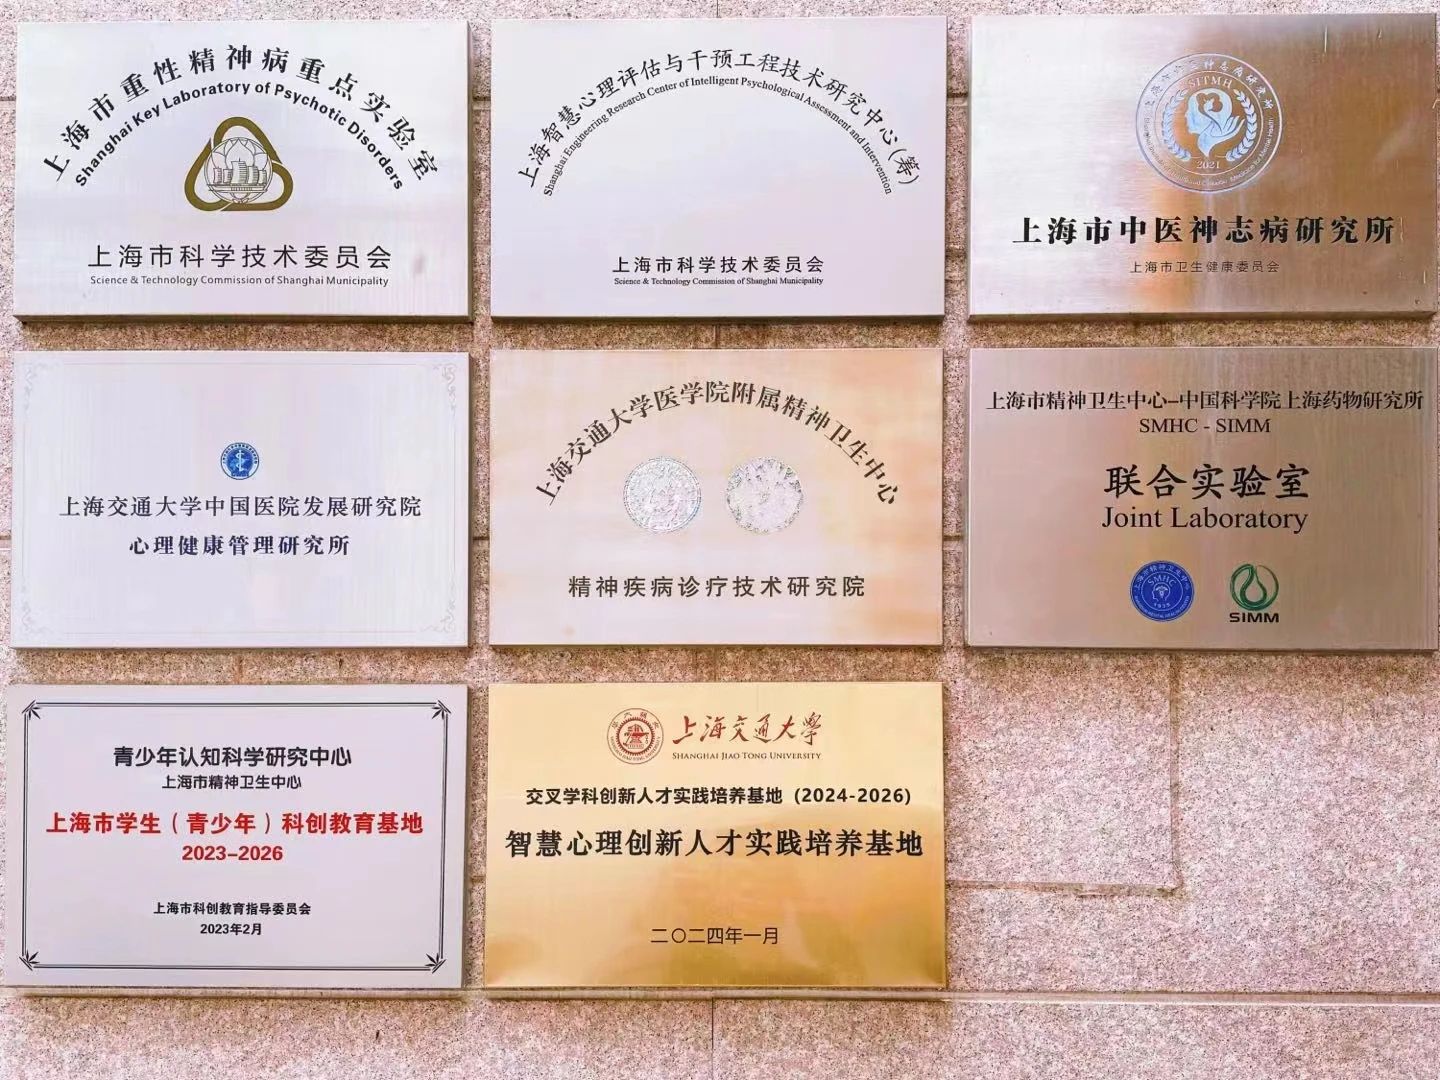 上海市重性精神病重点实验室
Shanghai Key Laboratory of Psychotic Disorders
上海市科学技术委员会
Science & Technology Commission of Shanghai Municipality
上海智慧心理评估与干预工程技术研究中心(筹)
Shanghai Engineering Research Center of Intelligent Psychological Assessment and Intervention
上海市科学技术委员会
Science & Technology Commission of Shanghai Municipality
SITMH
2021
上海市中医神志病研究所
上海市卫生健康委员会
上海交通大学中国医院发展研究院
心理健康管理研究所
上海交通大学医学院附属精神卫生中心
精神疾病诊疗技术研究院
上海市精神卫生中心–中国科学院上海药物研究所
SMHC - SIMM
联合实验室
Joint Laboratory
上海市精神卫生中心
SMHC
1935
SIMM
青少年认知科学研究中心
上海市精神卫生中心
上海市学生（青少年）科创教育基地
2023–2026
上海市科创教育指导委员会
2023年2月
上海交通大学
SHANGHAI JIAO TONG UNIVERSITY
交叉学科创新人才实践培养基地（2024-2026）
智慧心理创新人才实践培养基地
二〇二四年一月